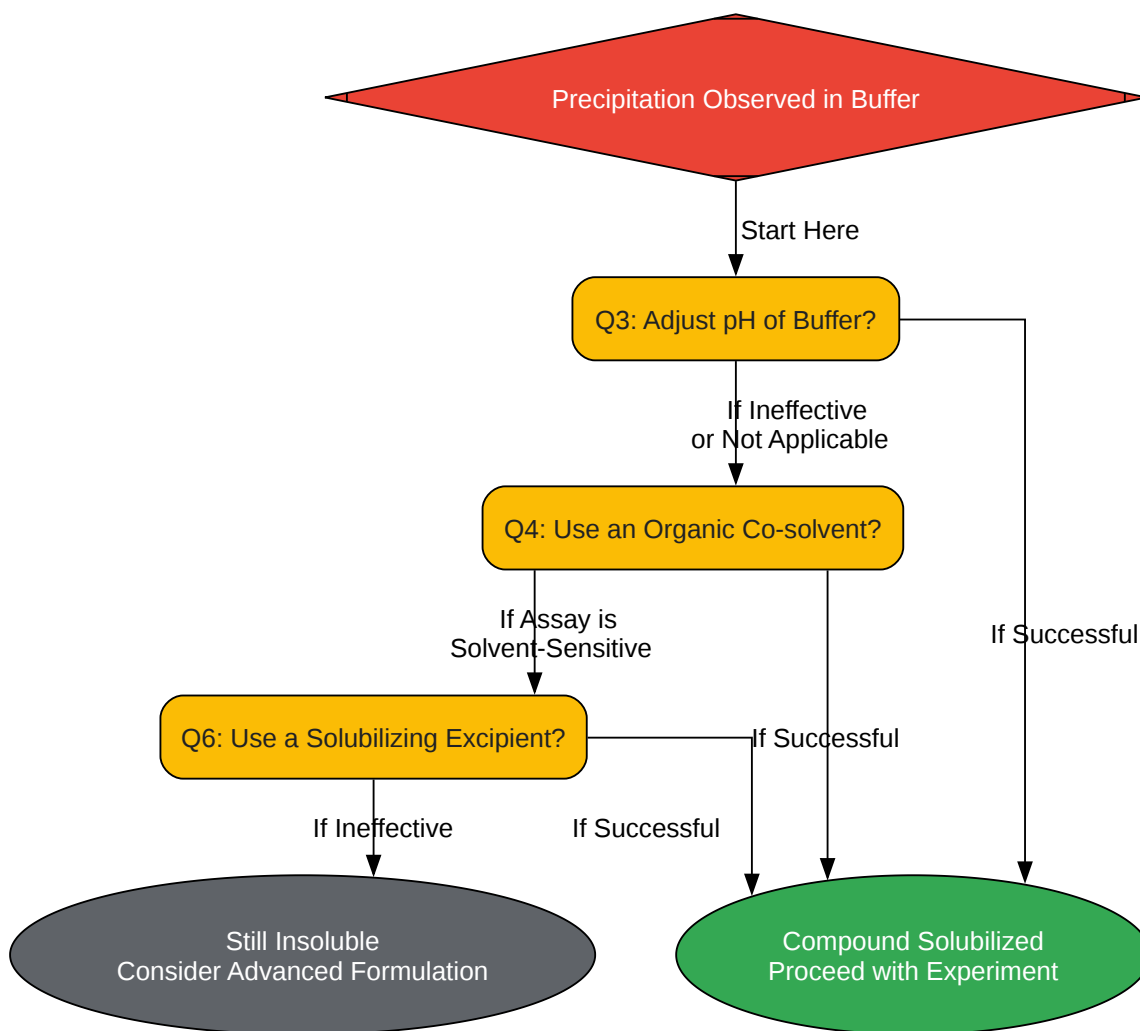 Precipitation Observed in Buffer
Start Here
Q3: Adjust pH of Buffer?
If Ineffective
or Not Applicable
Q4: Use an Organic Co-solvent?
If Assay is
Solvent-Sensitive
If Successful
Q6: Use a Solubilizing Excipient?
If Successful
If Ineffective
If Successful
Still Insoluble
Consider Advanced Formulation
Compound Solubilized
Proceed with Experiment